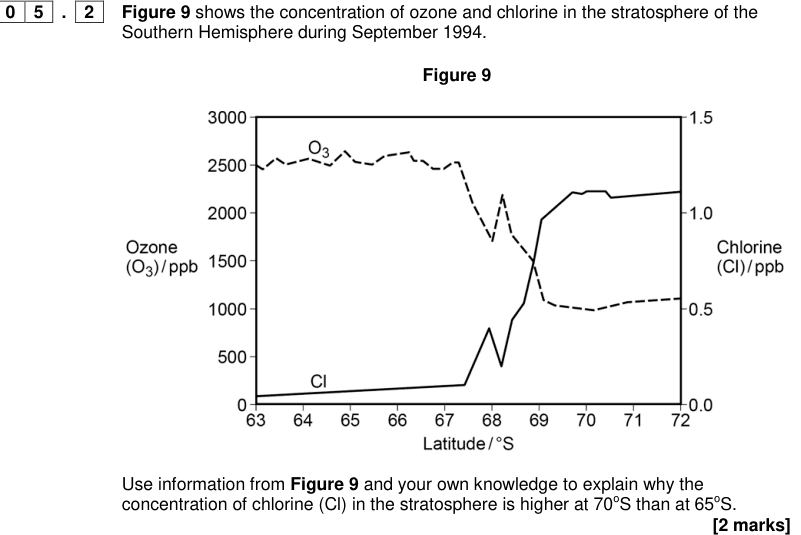 0 5 . 2 Figure 9 shows the concentration of ozone and chlorine in the stratosphere of the
Southern Hemisphere during September 1994.
Figure 9
3000
2500
2000
1500
1000
500
0
Ozone
(O₃)/ppb
O₃
Cl
1.5
1.0
0.5
0.0
Chlorine
(Cl)/ppb
63 64 65 66 67 68 69 70 71 72
Latitude/°S
Use information from Figure 9 and your own knowledge to explain why the
concentration of chlorine (Cl) in the stratosphere is higher at 70°S than at 65°S.
[2 marks]